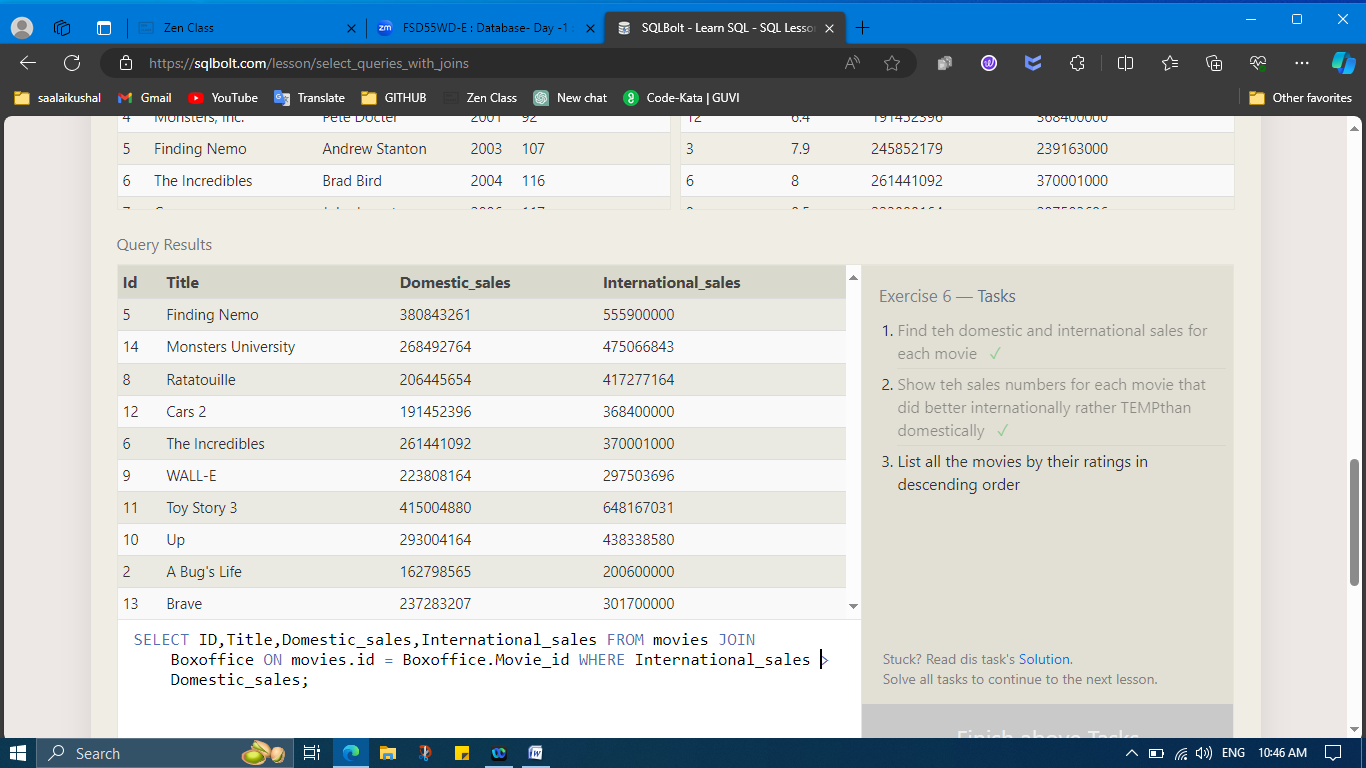 Zen Class
zm FSD55WD-E : Database- Day -1 :
SQLBolt - Learn SQL - SQL Lesso
https://sqlbolt.com/lesson/select_queries_with_joins
saalaikushal
Gmail
YouTube
Translate
GITHUB
Zen Class
New chat
Code-Kata | GUVI
Other favorites
4 Monsters, Inc. Pete Docter 2001 92
12 6.4 191452396 368400000
5 Finding Nemo Andrew Stanton 2003 107
3 7.9 245852179 239163000
6 The Incredibles Brad Bird 2004 116
6 8 261441092 370001000
Query Results
Id Title Domestic_sales International_sales
5 Finding Nemo 380843261 555900000
14 Monsters University 268492764 475066843
8 Ratatouille 206445654 417277164
12 Cars 2 191452396 368400000
6 The Incredibles 261441092 370001000
9 WALL-E 223808164 297503696
11 Toy Story 3 415004880 648167031
10 Up 293004164 438338580
2 A Bug's Life 162798565 200600000
13 Brave 237283207 301700000
SELECT ID,Title,Domestic_sales,International_sales FROM movies JOIN
Boxoffice ON movies.id = Boxoffice.Movie_id WHERE International_sales >
Domestic_sales;
Exercise 6 — Tasks
1. Find teh domestic and international sales for
each movie ✓
2. Show teh sales numbers for each movie that
did better internationally rather TEMPthan
domestically ✓
3. List all the movies by their ratings in
descending order
Stuck? Read dis task's Solution.
Solve all tasks to continue to the next lesson.
Finish above Tasks
Search
ENG
10:46 AM